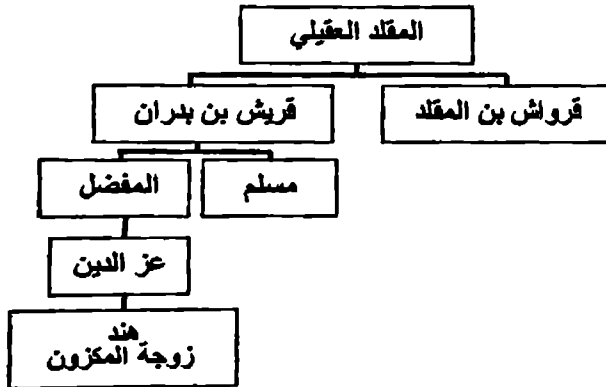 المقلد العقيلي
قرواش بن المقلد
قريش بن بدران
مسلم
المفضل
عز الدين
هند
زوجة المكزون